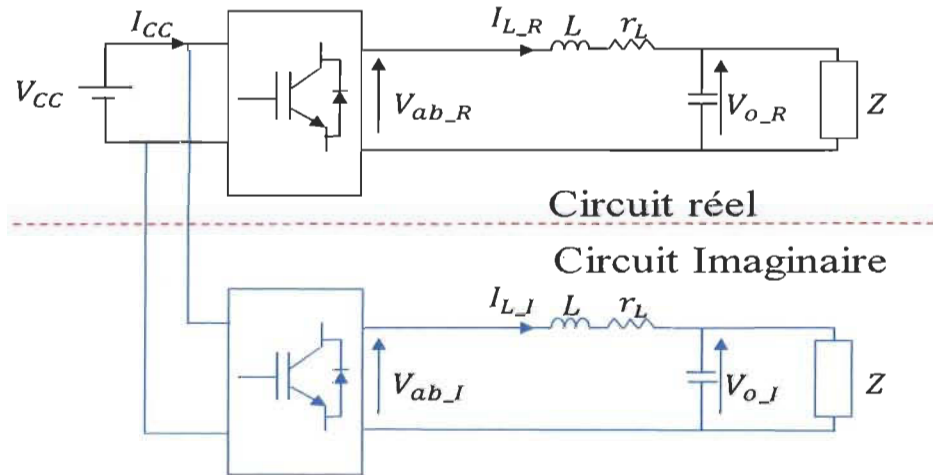 I_CC
V_CC
V_ab_R
I_L_R
L
r_L
V_o_R
Z
Circuit réel
Circuit Imaginaire
V_ab_I
I_L_I
L
r_L
V_o_I
Z